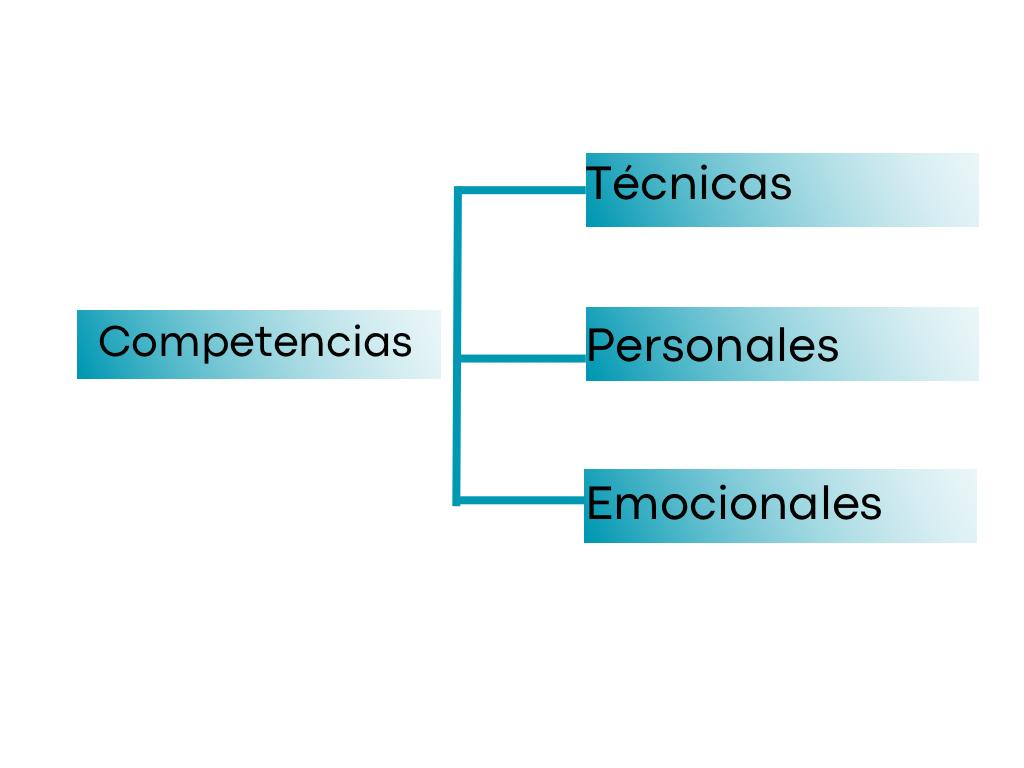 Competencias
Técnicas
Personales
Emocionales